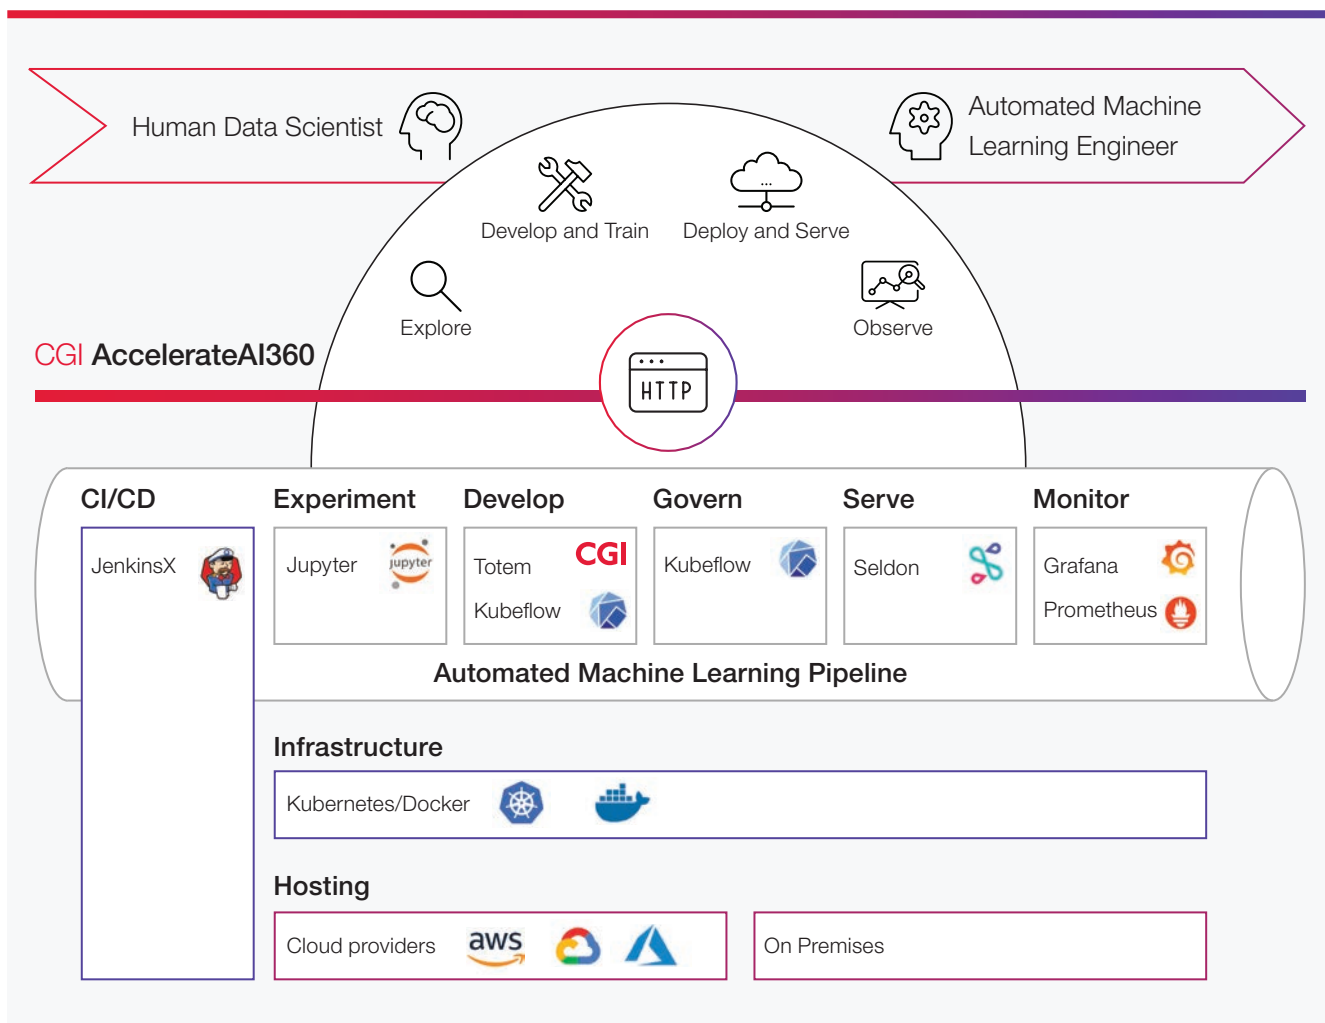 Human Data Scientist
Automated Machine
Learning Engineer
Develop and Train
Deploy and Serve
Explore
Observe
CGI AccelerateAI360
HTTP
CI/CD
Experiment
Develop
Govern
Serve
Monitor
JenkinsX
Jupyter
jupyter
Totem
CGI
Kubeflow
Kubeflow
Seldon
Grafana
Prometheus
Automated Machine Learning Pipeline
Infrastructure
Kubernetes/Docker
Hosting
Cloud providers
aws
On Premises